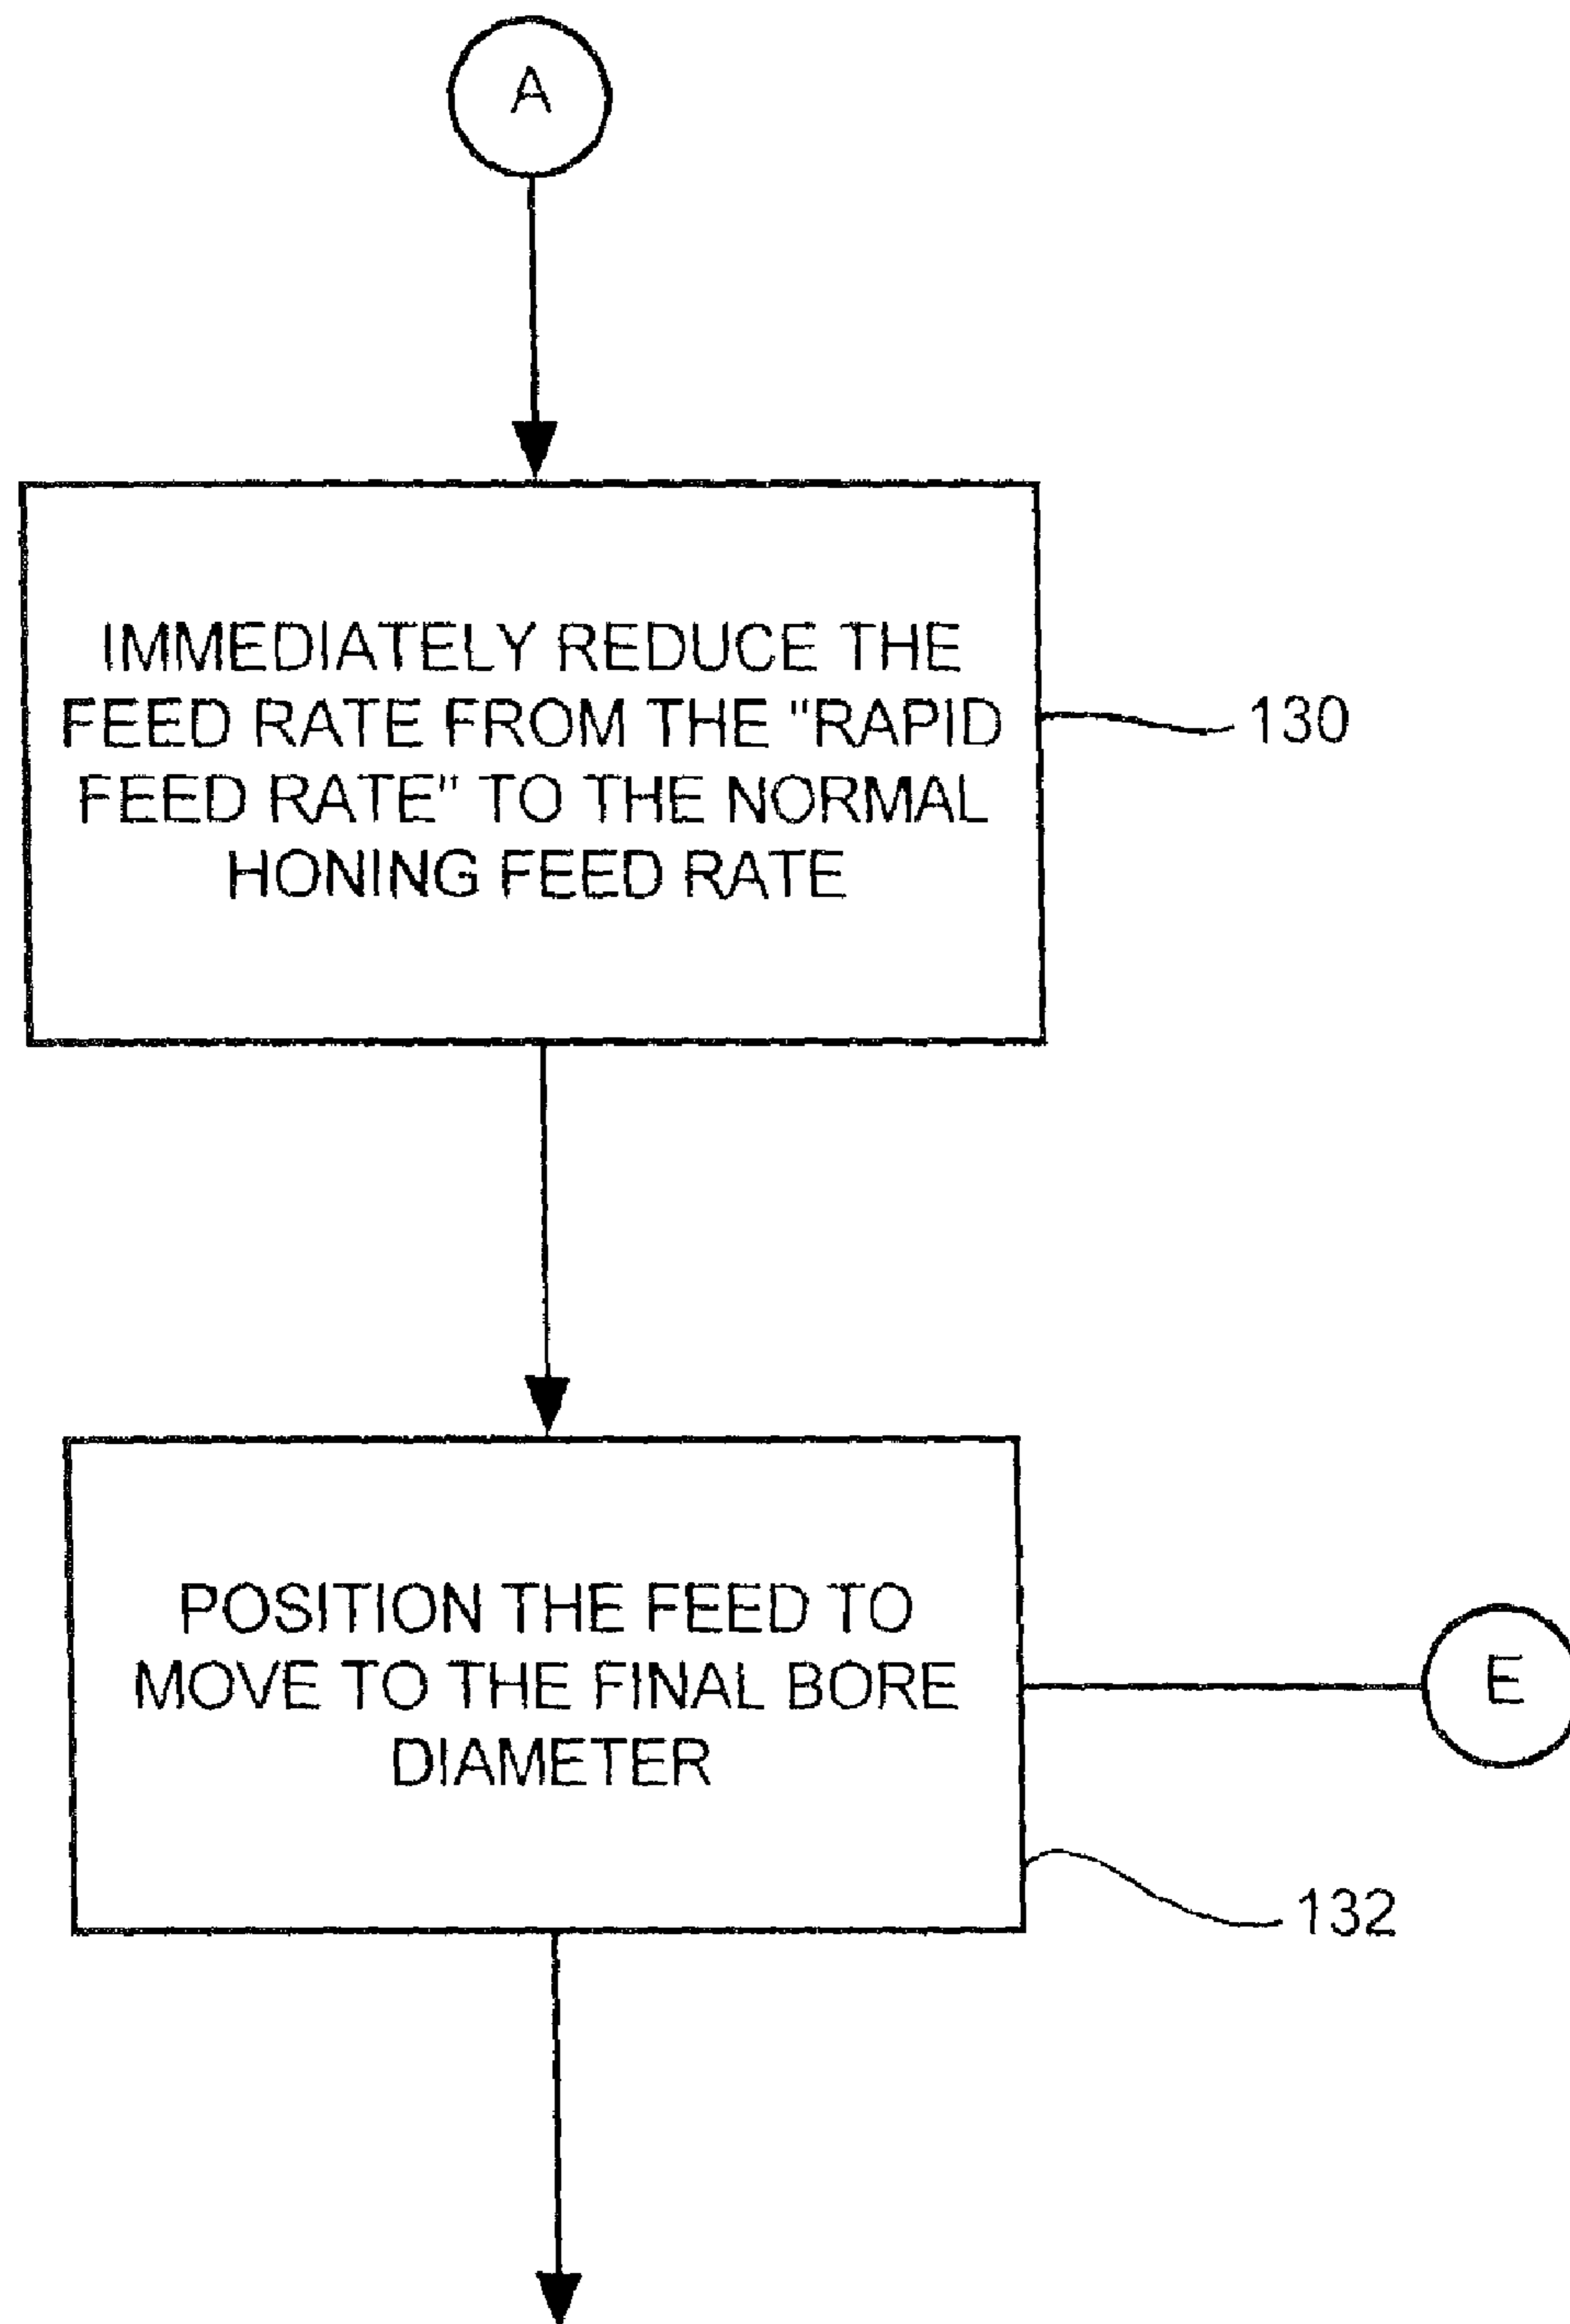 A
IMMEDIATELY REDUCE THE
FEED RATE FROM THE "RAPID
FEED RATE" TO THE NORMAL
HONING FEED RATE
130
POSITION THE FEED TO
MOVE TO THE FINAL BORE
DIAMETER
E
132